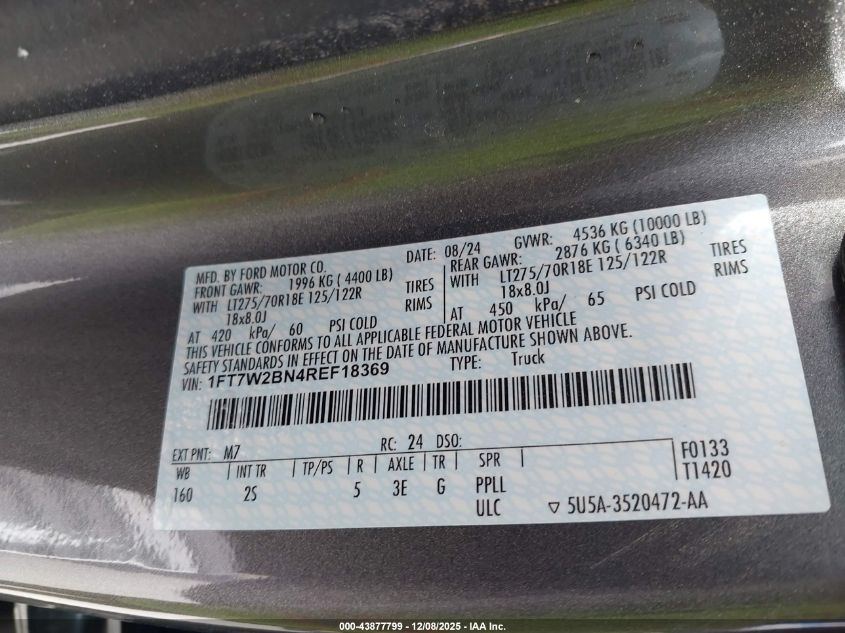 MFD. BY FORD MOTOR CO. DATE: 08/24 GVWR: 4536 KG (10000 LB)
FRONT GAWR: 1996 KG ( 4400 LB) REAR GAWR: 2876 KG ( 6340 LB)
WITH LT275/70R18E 125/122R TIRES WITH LT275/70R18E 125/122R TIRES
18x8.0J RIMS 18x8.0J RIMS
AT 420 kPa/ 60 PSI COLD AT 450 kPa/ 65 PSI COLD
THIS VEHICLE CONFORMS TO ALL APPLICABLE FEDERAL MOTOR VEHICLE
SAFETY STANDARDS IN EFFECT ON THE DATE OF MANUFACTURE SHOWN ABOVE.
VIN: 1FT7W2BN4REF18369 TYPE: Truck
EXT PNT: M7 RC: 24 DSO: F0133
WB INT TR TP/PS R AXLE TR SPR T1420
160 2S 5 3E G PPLL
ULC ▽ 5U5A-3520472-AA
000-43877799 - 12/08/2025 - IAA Inc.